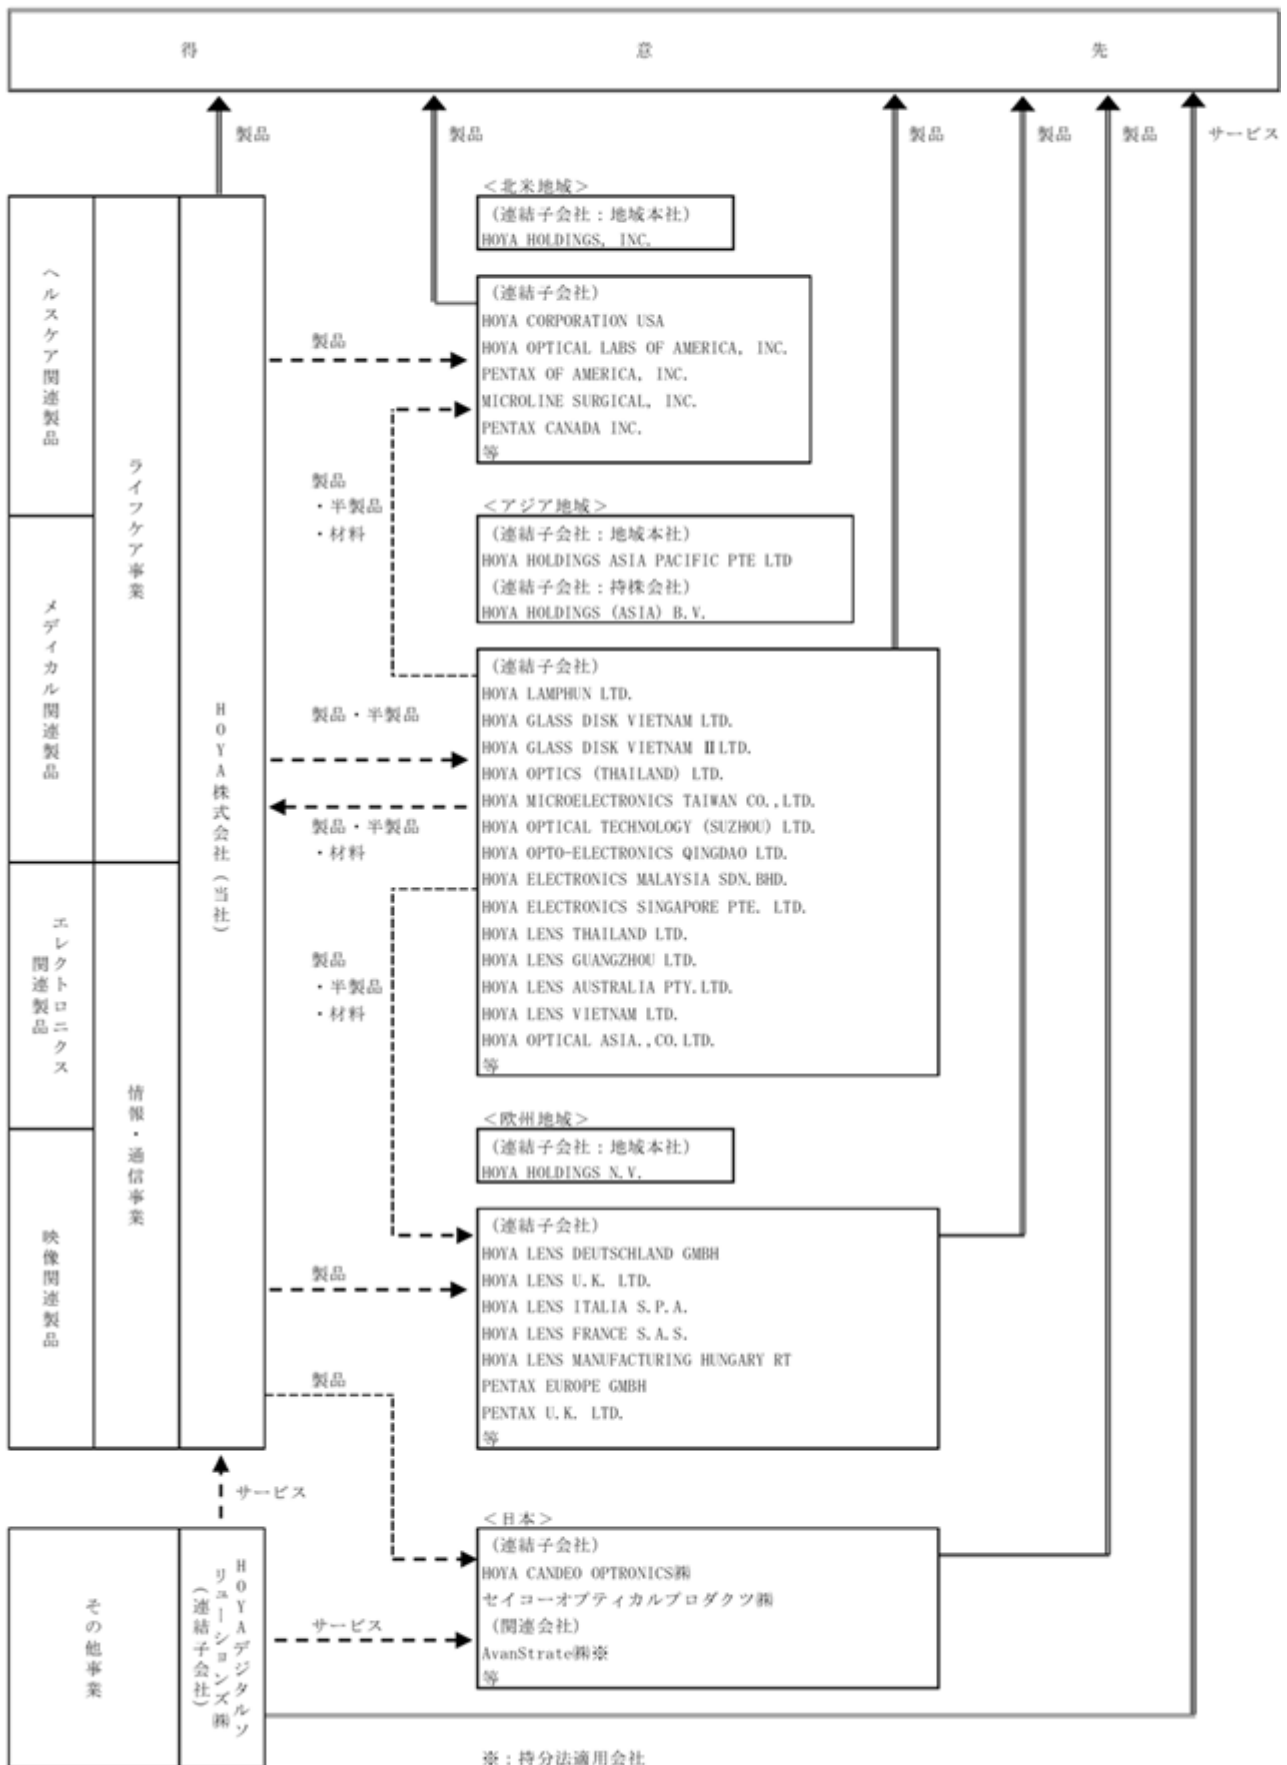 得意先
製品
製品
製品
製品
製品
サービス
ヘルスケア関連製品
メディカル関連製品
エレクトロニクス
関連製品
映像関連製品
ライフケア事業
情報・通信事業
HOYA株式会社(当社)
<北米地域>
(連結子会社:地域本社)
HOYA HOLDINGS, INC.
(連結子会社)
HOYA CORPORATION USA
HOYA OPTICAL LABS OF AMERICA, INC.
PENTAX OF AMERICA, INC.
MICROLINE SURGICAL, INC.
PENTAX CANADA INC.
等
製品
製品
・半製品
・材料
<アジア地域>
(連結子会社:地域本社)
HOYA HOLDINGS ASIA PACIFIC PTE LTD
(連結子会社:持株会社)
HOYA HOLDINGS (ASIA) B.V.
(連結子会社)
HOYA LAMPHUN LTD.
HOYA GLASS DISK VIETNAM LTD.
HOYA GLASS DISK VIETNAM ⅡLTD.
HOYA OPTICS (THAILAND) LTD.
HOYA MICROELECTRONICS TAIWAN CO.,LTD.
HOYA OPTICAL TECHNOLOGY (SUZHOU) LTD.
HOYA OPTO-ELECTRONICS QINGDAO LTD.
HOYA ELECTRONICS MALAYSIA SDN.BHD.
HOYA ELECTRONICS SINGAPORE PTE. LTD.
HOYA LENS THAILAND LTD.
HOYA LENS GUANGZHOU LTD.
HOYA LENS AUSTRALIA PTY.LTD.
HOYA LENS VIETNAM LTD.
HOYA OPTICAL ASIA.,CO.LTD.
等
製品・半製品
製品・半製品
・材料
製品
・半製品
・材料
<欧州地域>
(連結子会社:地域本社)
HOYA HOLDINGS N.V.
(連結子会社)
HOYA LENS DEUTSCHLAND GMBH
HOYA LENS U.K. LTD.
HOYA LENS ITALIA S.P.A.
HOYA LENS FRANCE S.A.S.
HOYA LENS MANUFACTURING HUNGARY RT
PENTAX EUROPE GMBH
PENTAX U.K. LTD.
等
製品
製品
サービス
<日本>
(連結子会社)
HOYA CANDEO OPTRONICS㈱
セイコーオプティカルプロダクツ㈱
(関連会社)
AvanStrate㈱※
等
サービス
その他事業
HOYAデジタルソ
リューションズ㈱
(連結子会社)
※:持分法適用会社